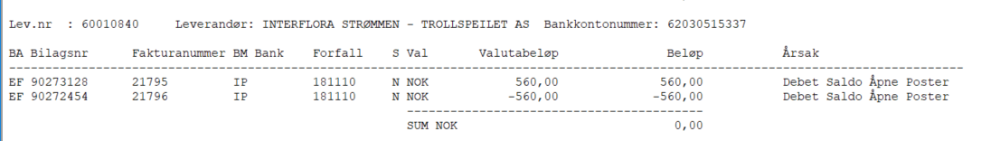 Lev.nr : 60010840 Leverandør: INTERFLORA STRØMMEN - TROLLSPEILET AS Bankkontonummer: 62030515337
BA Bilagsnr Fakturanummer BM Bank Forfall S Val Valutabeløp Beløp Årsak
EF 90273128 21795 IP 181110 N NOK 560,00 560,00 Debet Saldo Åpne Poster
EF 90272454 21796 IP 181110 N NOK -560,00 -560,00 Debet Saldo Åpne Poster
SUM NOK 0,00